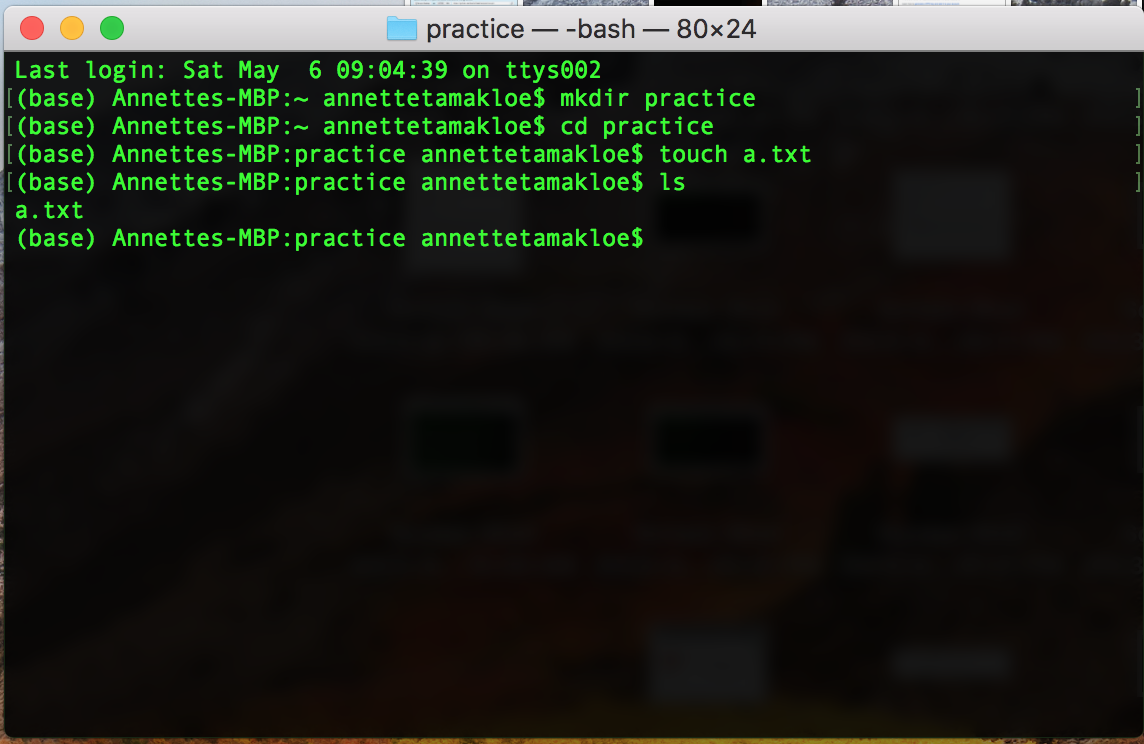 practice — -bash — 80×24
Last login: Sat May  6 09:04:39 on ttys002
[(base) Annettes-MBP:~ annettetamakloe$ mkdir practice ]
[(base) Annettes-MBP:~ annettetamakloe$ cd practice ]
[(base) Annettes-MBP:practice annettetamakloe$ touch a.txt ]
[(base) Annettes-MBP:practice annettetamakloe$ ls ]
a.txt
(base) Annettes-MBP:practice annettetamakloe$